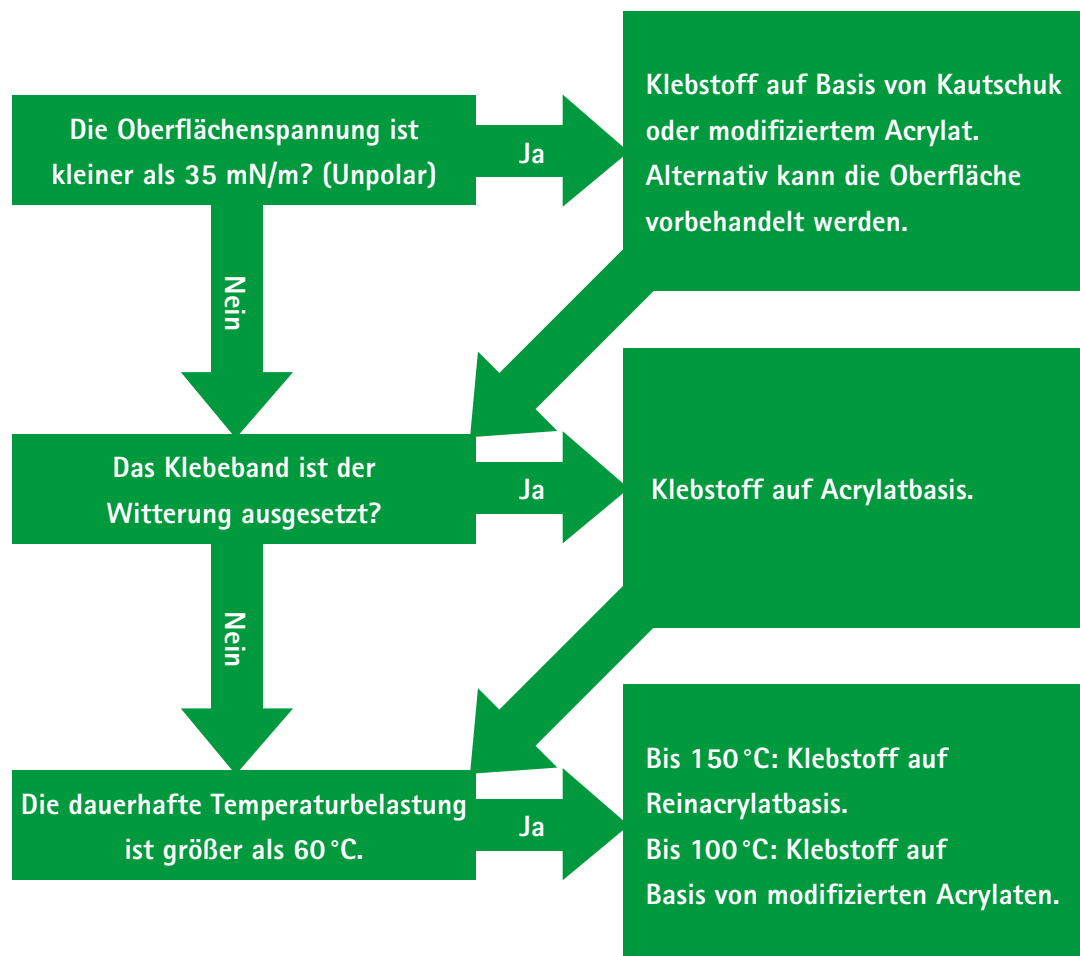 Die Oberflächenspannung ist
kleiner als 35 mN/m? (Unpolar)
Ja
Klebstoff auf Basis von Kautschuk
oder modifiziertem Acrylat.
Alternativ kann die Oberfläche
vorbehandelt werden.
Nein
Das Klebeband ist der
Witterung ausgesetzt?
Ja
Klebstoff auf Acrylatbasis.
Nein
Die dauerhafte Temperaturbelastung
ist größer als 60 °C.
Ja
Bis 150 °C: Klebstoff auf
Reinacrylatbasis.
Bis 100 °C: Klebstoff auf
Basis von modifizierten Acrylaten.